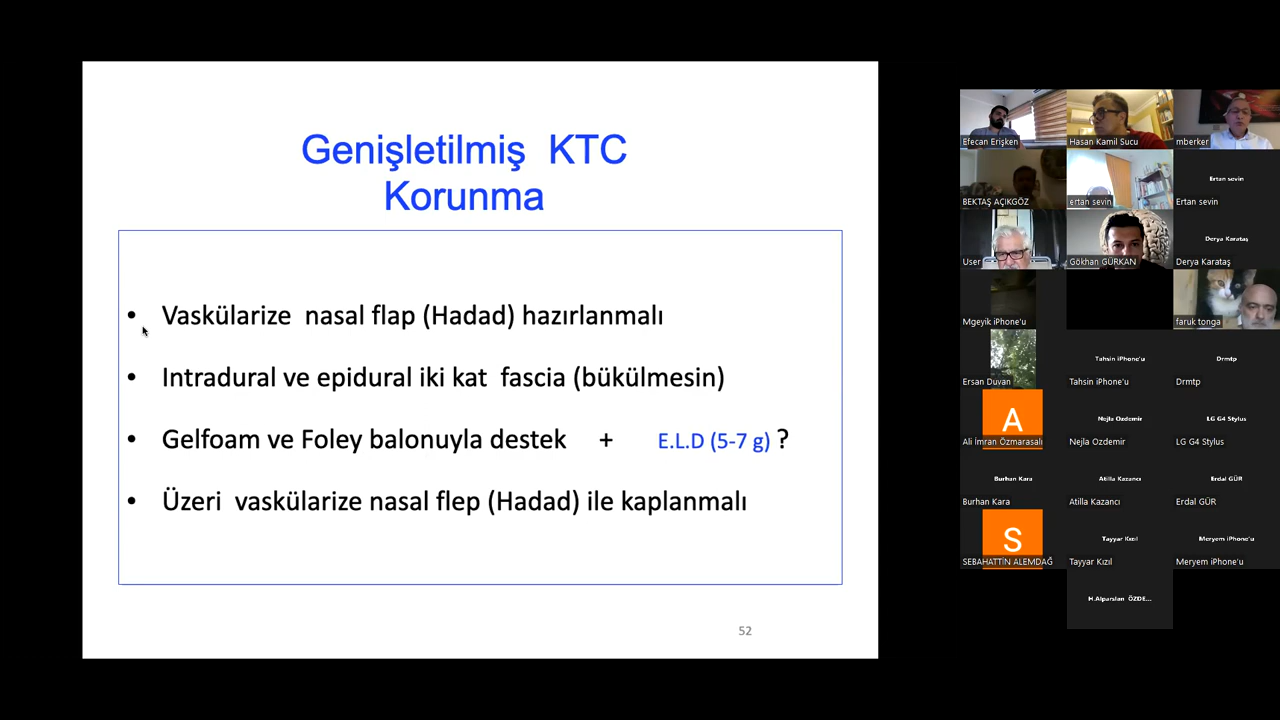 Genişletilmiş KTC
Korunma
• Vaskülarize nasal flap (Hadad) hazırlanmalı
• Intradural ve epidural iki kat fascia (bükülmesin)
• Gelfoam ve Foley balonuyla destek + E.L.D (5-7 g) ?
• Üzeri vaskülarize nasal flep (Hadad) ile kaplanmalı
52
Efecan Erişken
Hasan Kamil Sucu
mberker
BEKTAŞ AÇIKGÖZ
ertan sevin
Ertan sevin
Ertan sevin
User
Gökhan GÜRKAN
Derya Karataş
Derya Karataş
Mgeyik iPhone'u
faruk tonga
Ersan Duvan
Tahsin iPhone'u
Tahsin iPhone'u
Drmtp
Drmtp
A
Ali İmran Özmarasalı
Nejla Ozdemir
Nejla Ozdemir
LG G4 Stylus
LG G4 Stylus
Burhan Kara
Burhan Kara
Atilla Kazancı
Atilla Kazancı
Erdal GÜR
Erdal GÜR
S
SEBAHATTİN ALEMDAĞ
Tayyar Kızıl
Tayyar Kızıl
Meryem iPhone'u
Meryem iPhone'u
H.Alparslan ÖZDE...